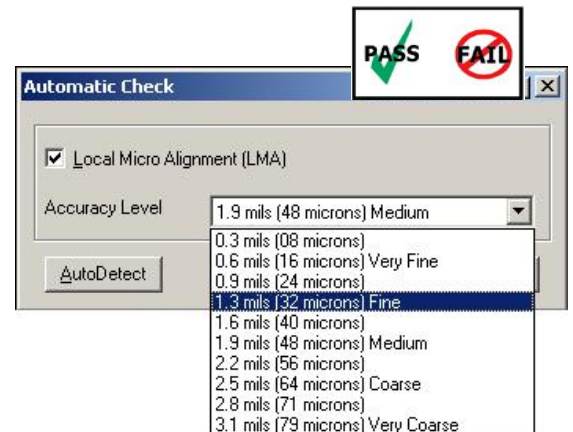 PASS FAIL
Automatic Check
Local Micro Alignment (LMA)
Accuracy Level 1.9 mils (48 microns) Medium
0.3 mils (08 microns)
0.6 mils (16 microns) Very Fine
AutoDetect
0.9 mils (24 microns)
1.3 mils (32 microns) Fine
1.6 mils (40 microns)
1.9 mils (48 microns) Medium
2.2 mils (56 microns)
2.5 mils (64 microns) Coarse
2.8 mils (71 microns)
3.1 mils (79 microns) Very Coarse